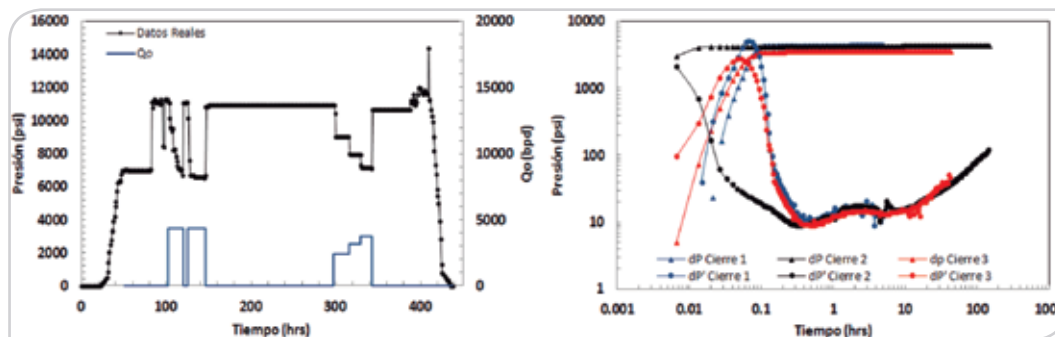 16000
14000
12000
10000
8000
6000
4000
2000
0
Presión (psi)
Datos Reales
Qo
20000
15000
10000
5000
0
Qo (bpd)
0
100
200
300
400
Tiempo (hrs)
10000
1000
100
10
1
Presión (psi)
dP Cierre 1
dP Cierre 2
dp Cierre 3
dP' Cierre 1
dP' Cierre 2
dP' Cierre 3
0.001
0.01
0.1
1
10
100
Tiempo (hrs)